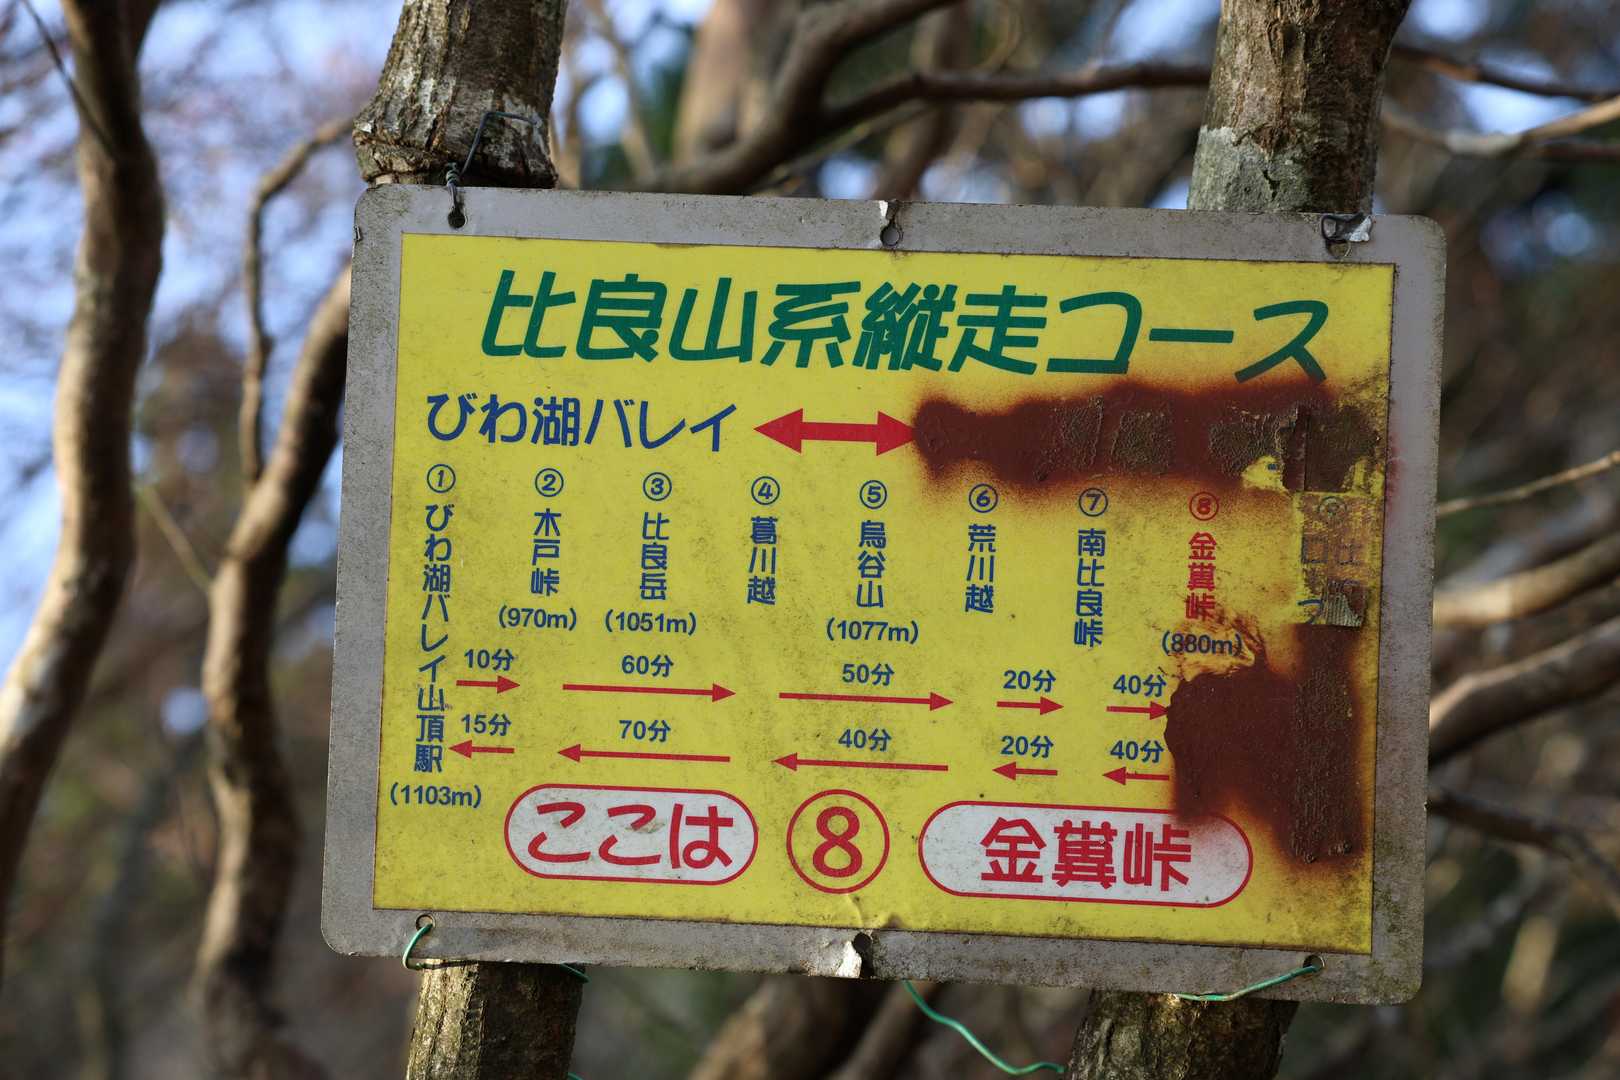 比良山系縦走コース
びわ湖バレイ
① びわ湖バレイ山頂駅 (1103m)
② 木戸峠 (970m)
③ 比良岳 (1051m)
④ 葛川越
⑤ 烏谷山 (1077m)
⑥ 荒川越
⑦ 南比良峠
⑧ 金糞峠 (880m)
10分 60分 50分 20分 40分
15分 70分 40分 20分 40分
ここは ⑧ 金糞峠